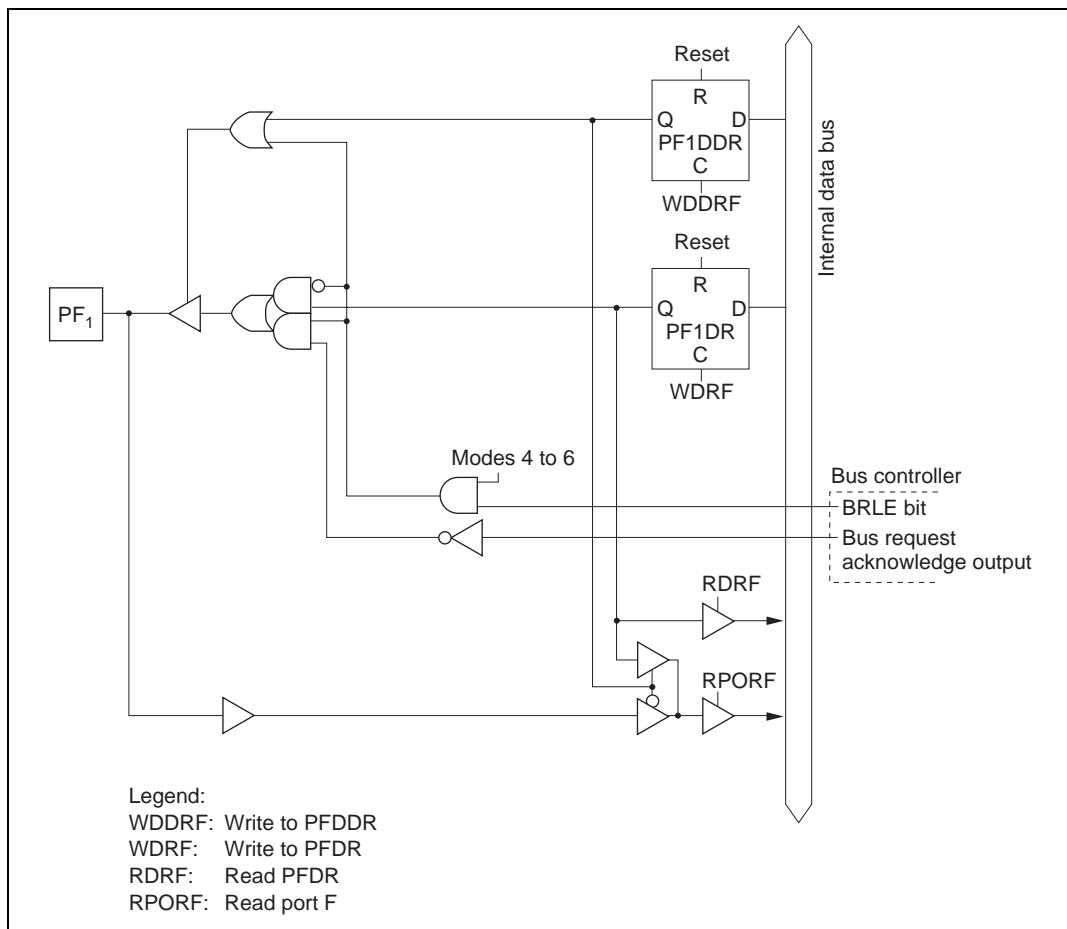 Reset
R
Q D
PF1DDR
C
WDDRF
Internal data bus
Reset
R
PF1
Q D
PF1DR
C
WDRF
Modes 4 to 6
Bus controller
BRLE bit
Bus request
acknowledge output
RDRF
RPORF
Legend:
WDDRF: Write to PFDDR
WDRF: Write to PFDR
RDRF: Read PFDR
RPORF: Read port F